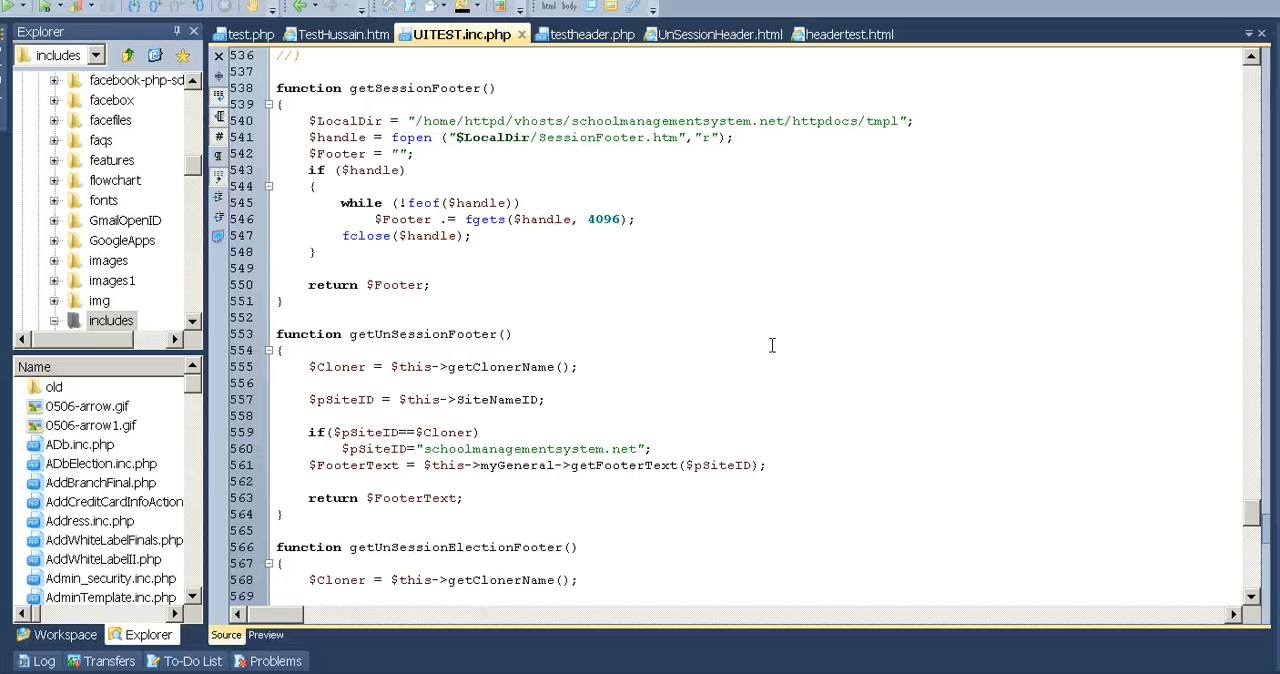 html body
Explorer
test.php
TestHussain.htm
UITEST.inc.php
testheader.php
UnSessionHeader.htm
headertest.html
includes
facebook-php-sd
facebox
facefiles
faqs
features
flowchart
fonts
GmailOpenID
GoogleApps
images
images1
img
includes
Name
old
0506-arrow.gif
0506-arrow1.gif
ADb.inc.php
ADbElection.inc.php
AddBranchFinal.php
AddCreditCardInfoAction
Address.inc.php
AddWhiteLabelFinals.php
AddWhiteLabelII.php
Admin_security.inc.php
AdminTemplate.inc.php
536 //}
537
538 function getSessionFooter()
539 {
540 $LocalDir = "/home/httpd/vhosts/schoolmanagementsystem.net/httpdocs/tmpl";
541 $handle = fopen ("$LocalDir/SessionFooter.htm","r");
542 $Footer = "";
543 if ($handle)
544 {
545 while (!feof($handle))
546 $Footer .= fgets($handle, 4096);
547 fclose($handle);
548 }
549
550 return $Footer;
551 }
552
553 function getUnSessionFooter()
554 {
555 $Cloner = $this->getClonerName();
556
557 $pSiteID = $this->SiteNameID;
558
559 if($pSiteID==$Cloner)
560 $pSiteID="schoolmanagementsystem.net";
561 $FooterText = $this->myGeneral->getFooterText($pSiteID);
562
563 return $FooterText;
564 }
565
566 function getUnSessionElectionFooter()
567 {
568 $Cloner = $this->getClonerName();
569
Workspace Explorer
Source Preview
Log Transfers To-Do List Problems